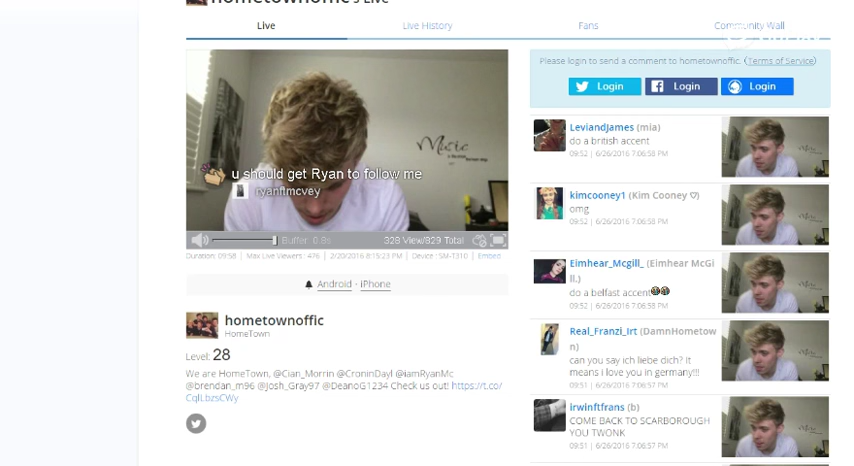 hometownoffic's Live
Live
Live History
Fans
Community Wall
Music
u should get Ryan to follow me
ryanfimcvey
Buffer 0.8s
328 View/829 Total
Duration: 09:58 | Max Live Viewers : 476 | 2/20/2016 8:15:23 PM | Device : SM-T310 | Embed
Android - iPhone
hometownoffic
HomeTown
Level: 28
We are HomeTown, @Cian_Morrin @CroninDayl @iamRyanMc
@brendan_m96 @Josh_Gray97 @DeanoG1234 Check us out! https://t.co/
CqlLbzsCWy
Please login to send a comment to hometownoffic. (Terms of Service)
Login
Login
Login
LeviandJames (mia)
do a british accent
09:52 | 6/26/2016 7:06:58 PM
kimcooney1 (Kim Cooney ♡)
omg
09:52 | 6/26/2016 7:06:58 PM
Eimhear_Mcgill_ (Eimhear McGi
ll.)
do a belfast accent😂😂
09:52 | 6/26/2016 7:06:58 PM
Real_Franzi_Irt (DamnHometow
n)
can you say ich liebe dich? It
means i love you in germany!!!
09:51 | 6/26/2016 7:06:57 PM
irwinftfrans (b)
COME BACK TO SCARBOROUGH
YOU TWONK
09:51 | 6/26/2016 7:06:57 PM